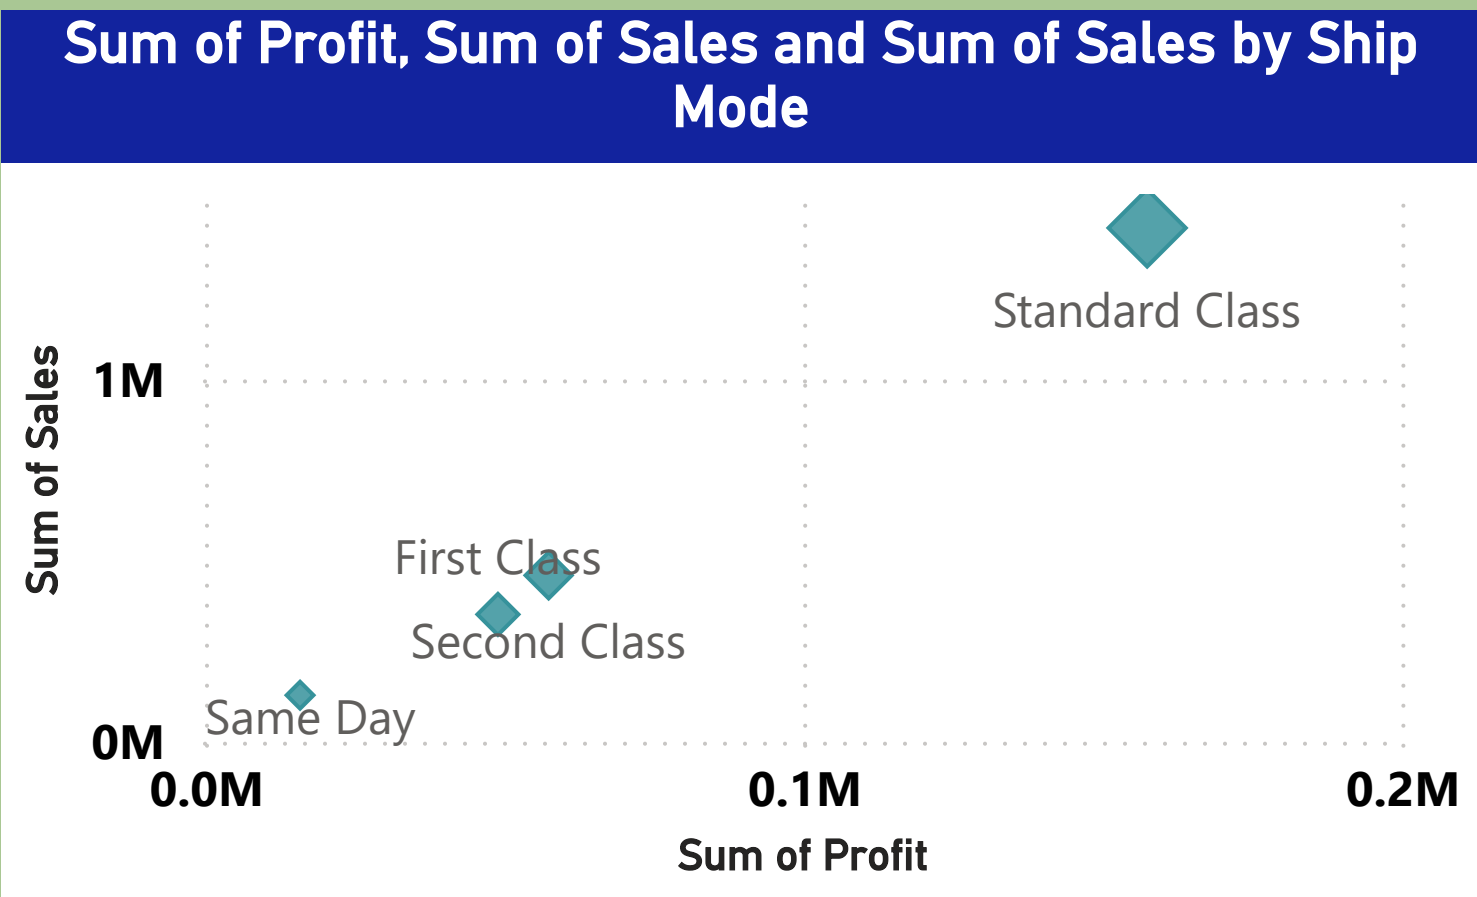 Sum of Profit, Sum of Sales and Sum of Sales by Ship
Mode
Standard Class
1M
Sum of Sales
First Class
Second Class
Same Day
0M
0.0M 0.1M 0.2M
Sum of Profit